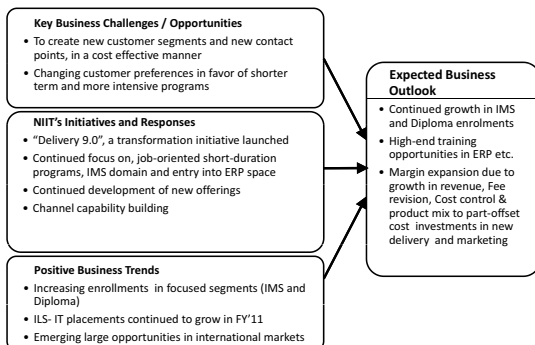 Key Business Challenges / Opportunities
• To create new customer segments and new contact
points, in a cost effective manner
• Changing customer preferences in favor of shorter
term and more intensive programs
NIIT's Initiatives and Responses
• "Delivery 9.0", a transformation initiative launched
• Continued focus on, job-oriented short-duration
programs, IMS domain and entry into ERP space
• Continued development of new offerings
• Channel capability building
Positive Business Trends
• Increasing enrollments in focused segments (IMS and
Diploma)
• ILS- IT placements continued to grow in FY'11
• Emerging large opportunities in international markets
Expected Business
Outlook
• Continued growth in IMS
and Diploma enrolments
• High-end training
opportunities in ERP etc.
• Margin expansion due to
growth in revenue, Fee
revision, Cost control &
product mix to part-offset
cost investments in new
delivery and marketing